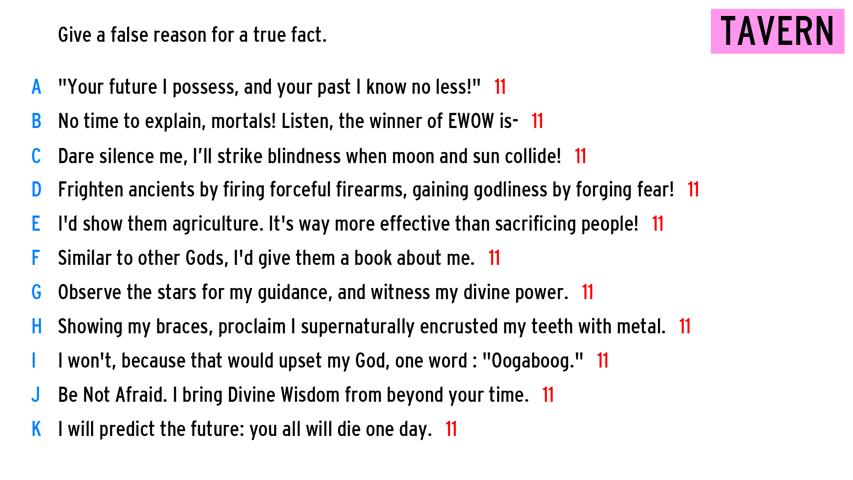 Give a false reason for a true fact.
TAVERN
A "Your future I possess, and your past I know no less!" 11
B No time to explain, mortals! Listen, the winner of EWOW is- 11
C Dare silence me, I'll strike blindness when moon and sun collide! 11
D Frighten ancients by firing forceful firearms, gaining godliness by forging fear! 11
E I'd show them agriculture. It's way more effective than sacrificing people! 11
F Similar to other Gods, I'd give them a book about me. 11
G Observe the stars for my guidance, and witness my divine power. 11
H Showing my braces, proclaim I supernaturally encrusted my teeth with metal. 11
I I won't, because that would upset my God, one word : "Oogaboog." 11
J Be Not Afraid. I bring Divine Wisdom from beyond your time. 11
K I will predict the future: you all will die one day. 11